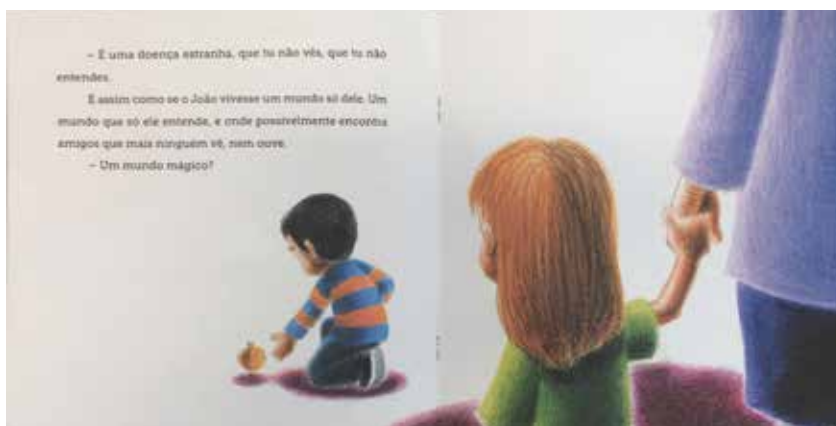 – É uma doença estranha, que tu não vês, que tu não
entendes.
É assim como se o João vivesse um mundo só dele. Um
mundo que só ele entende, e onde possivelmente encontra
amigos que mais ninguém vê, nem ouve.
– Um mundo mágico?